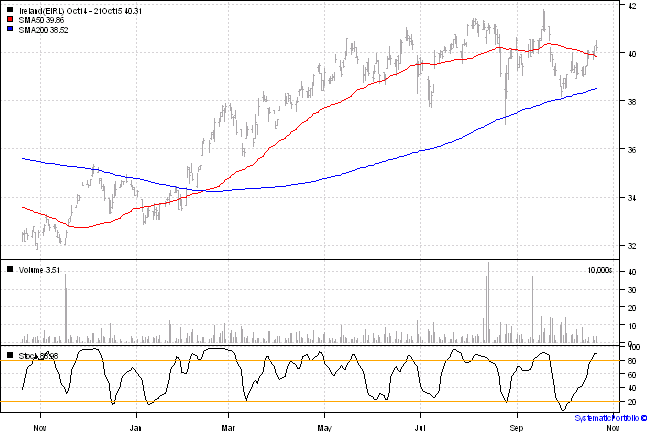 Ireland(EIRL) Oct14 - 21Oct15 40.31
SMA50 39.86
SMA200 38.52
42
40
38
36
34
32
Volume 3.51
10,000s
40
30
20
10
0
100
80
60
40
20
Nov
Jan
Mar
May
Jul
Sep
Nov
SystematicPortfolio ©